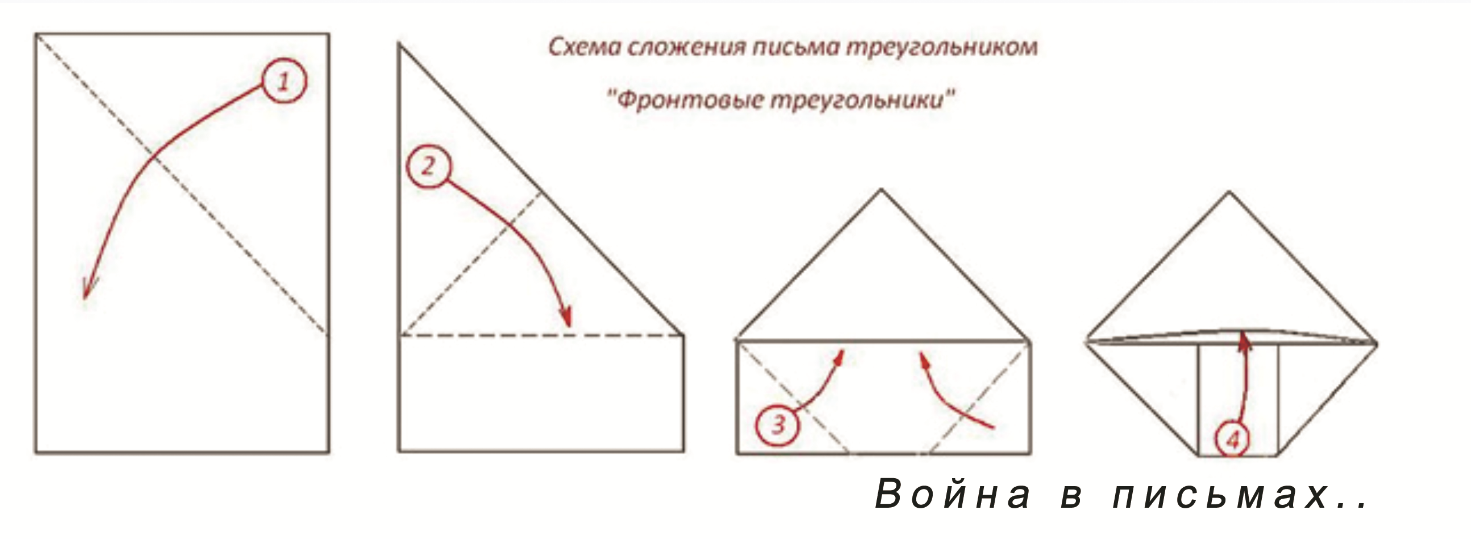 Схема сложения письма треугольником
"Фронтовые треугольники"
1
2
3
4
Война в письмах..